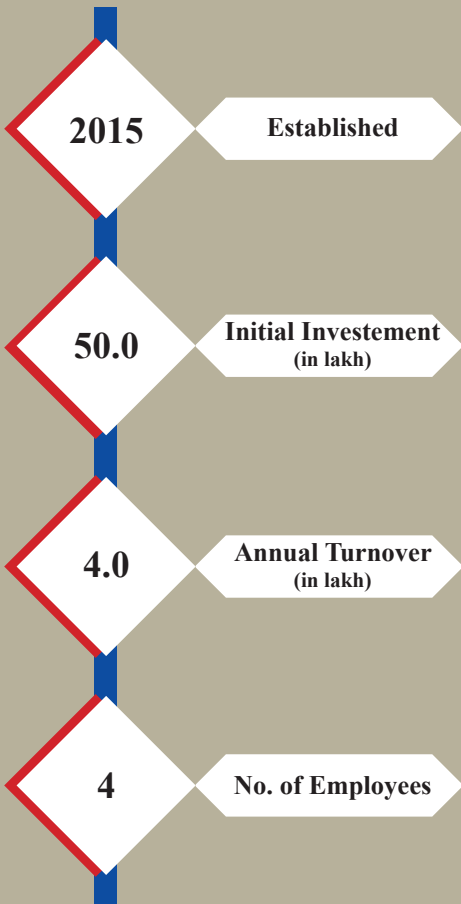 2015
Established
50.0
Initial Investement
(in lakh)
4.0
Annual Turnover
(in lakh)
4
No. of Employees